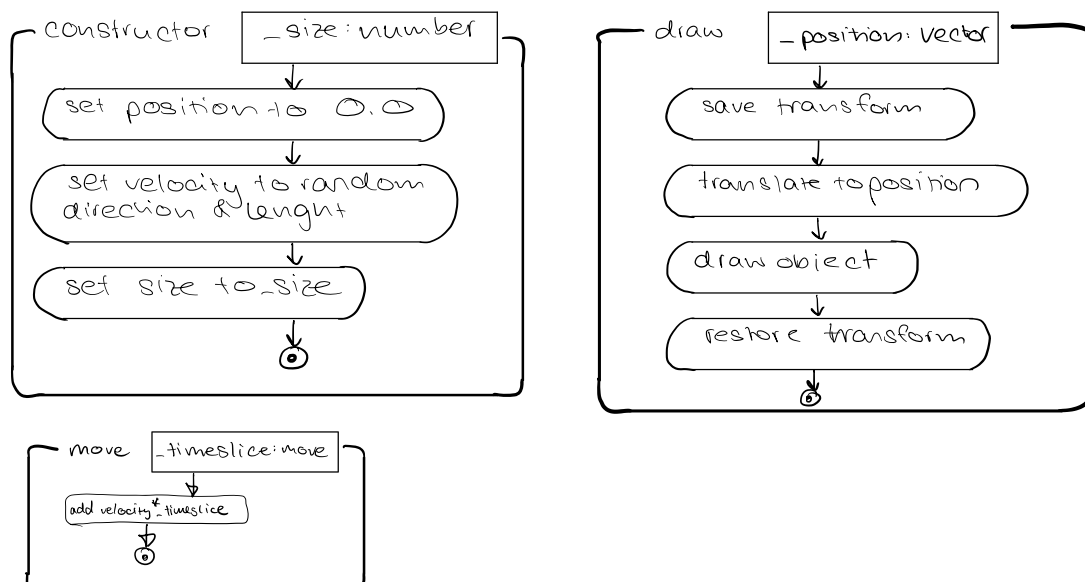 constructor
_size: number
set position to 0.0
set velocity to random
direction & lenght
set size to _size
draw
_position: vector
save transform
translate to position
draw object
restore transform
move
_timeslice: move
add velocity * _timeslice